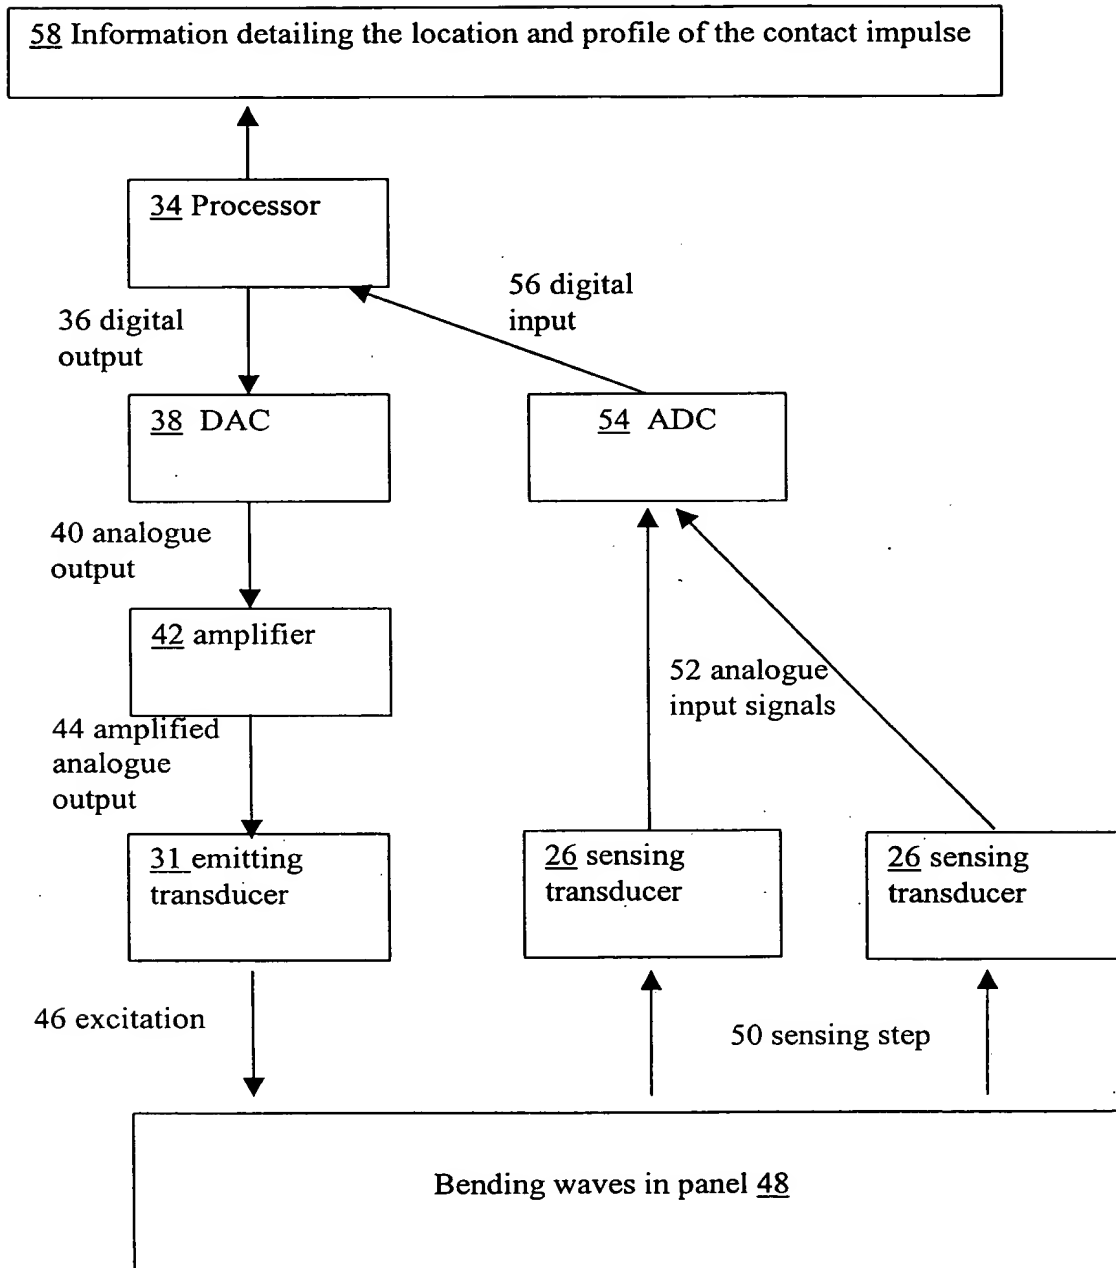 58 Information detailing the location and profile of the contact impulse
34 Processor
56 digital
input
36 digital
output
38 DAC
54 ADC
40 analogue
output
42 amplifier
52 analogue
input signals
44 amplified
analogue
output
31 emitting
transducer
26 sensing
transducer
26 sensing
transducer
46 excitation
50 sensing step
Bending waves in panel 48